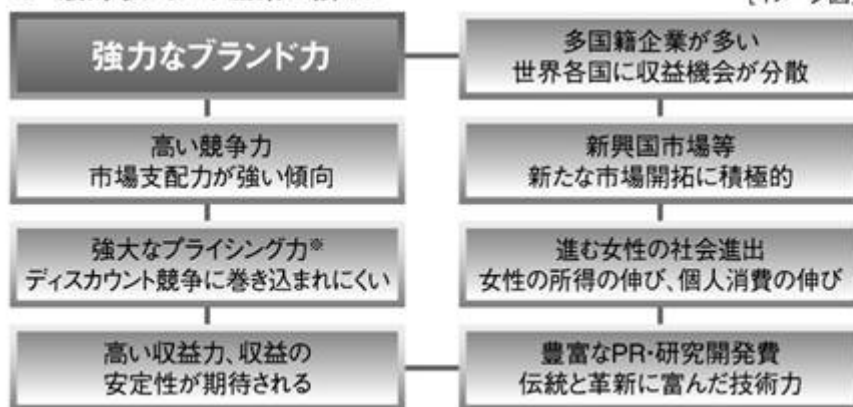 強力なブランド力
多国籍企業が多い
世界各国に収益機会が分散
高い競争力
市場支配力が強い傾向
新興国市場等
新たな市場開拓に積極的
強大なプライシング力※
ディスカウント競争に巻き込まれにくい
進む女性の社会進出
女性の所得の伸び、個人消費の伸び
高い収益力、収益の
安定性が期待される
豊富なPR・研究開発費
伝統と革新に富んだ技術力